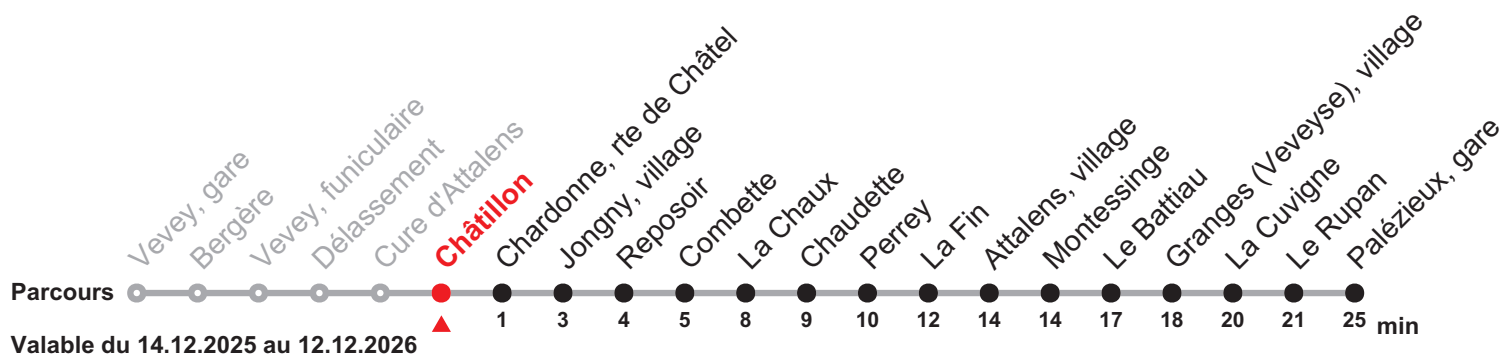 Vevey, gare
Bergère
Vevey, funiculaire
Délassement
Cure d'Attalens
Châtillon
Chardonne, rte de Châtel
Jongny, village
Reposoir
Combette
La Chaux
Chaudette
Perrey
La Fin
Attalens, village
Montessinge
Le Battiau
Granges (Veveyse), village
La Cuvigne
Le Rupan
Palézieux, gare
Parcours
1 3 4 5 8 9 10 12 14 14 17 18 20 21 25 min
Valable du 14.12.2025 au 12.12.2026